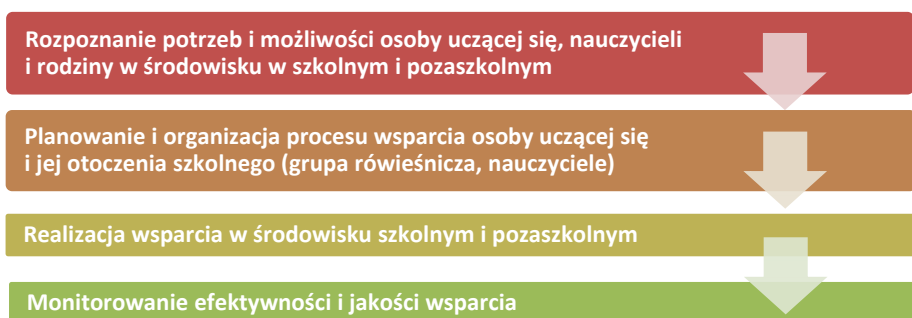 Rozpoznanie potrzeb i możliwości osoby uczącej się, nauczycieli
i rodziny w środowisku w szkolnym i pozaszkolnym
Planowanie i organizacja procesu wsparcia osoby uczącej się
i jej otoczenia szkolnego (grupa rówieśnicza, nauczyciele)
Realizacja wsparcia w środowisku szkolnym i pozaszkolnym
Monitorowanie efektywności i jakości wsparcia